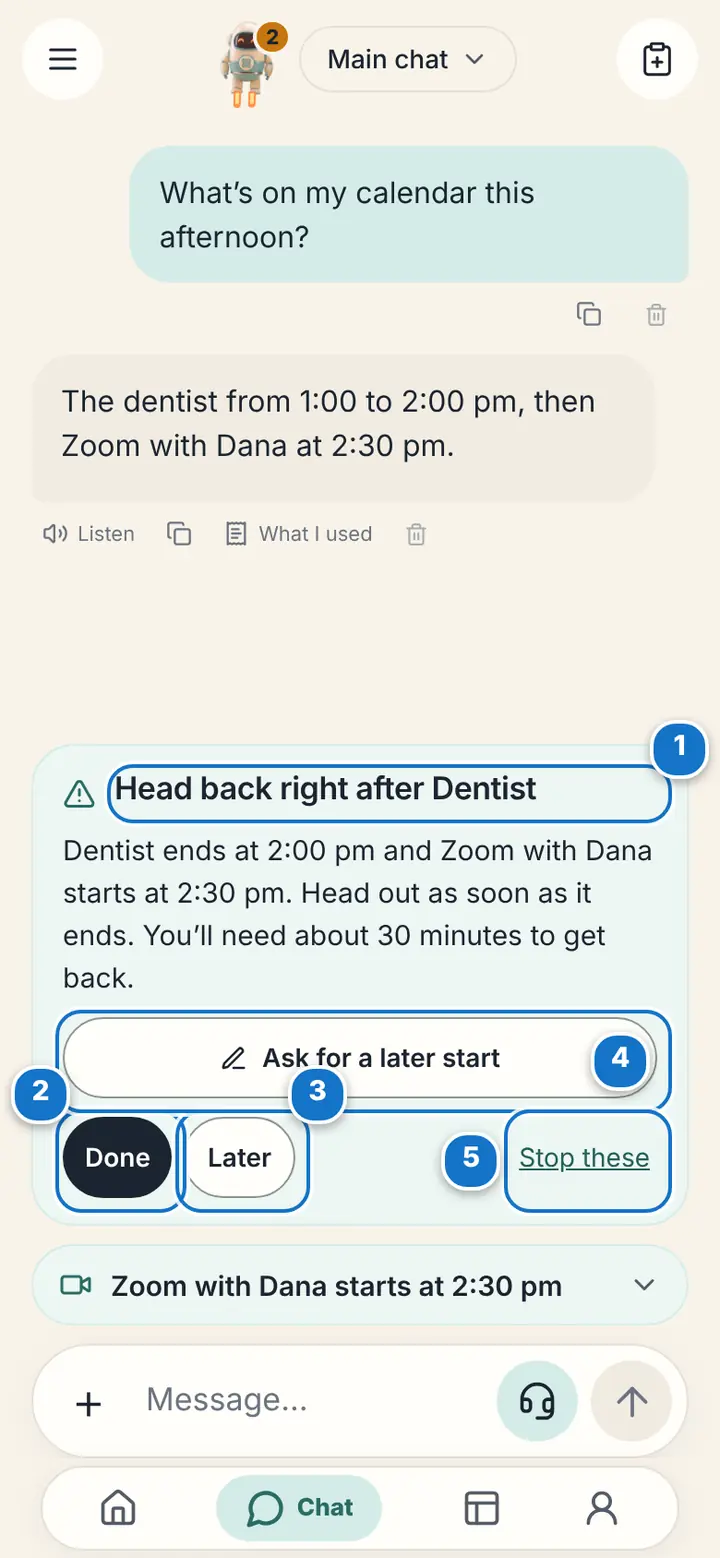 2
Main chat
What’s on my calendar this
afternoon?
The dentist from 1:00 to 2:00 pm, then
Zoom with Dana at 2:30 pm.
Listen
What I used
1
Head back right after Dentist
Dentist ends at 2:00 pm and Zoom with Dana
starts at 2:30 pm. Head out as soon as it
ends. You’ll need about 30 minutes to get
back.
Ask for a later start
4
2
3
Done
Later
5
Stop these
Zoom with Dana starts at 2:30 pm
Message...
Chat